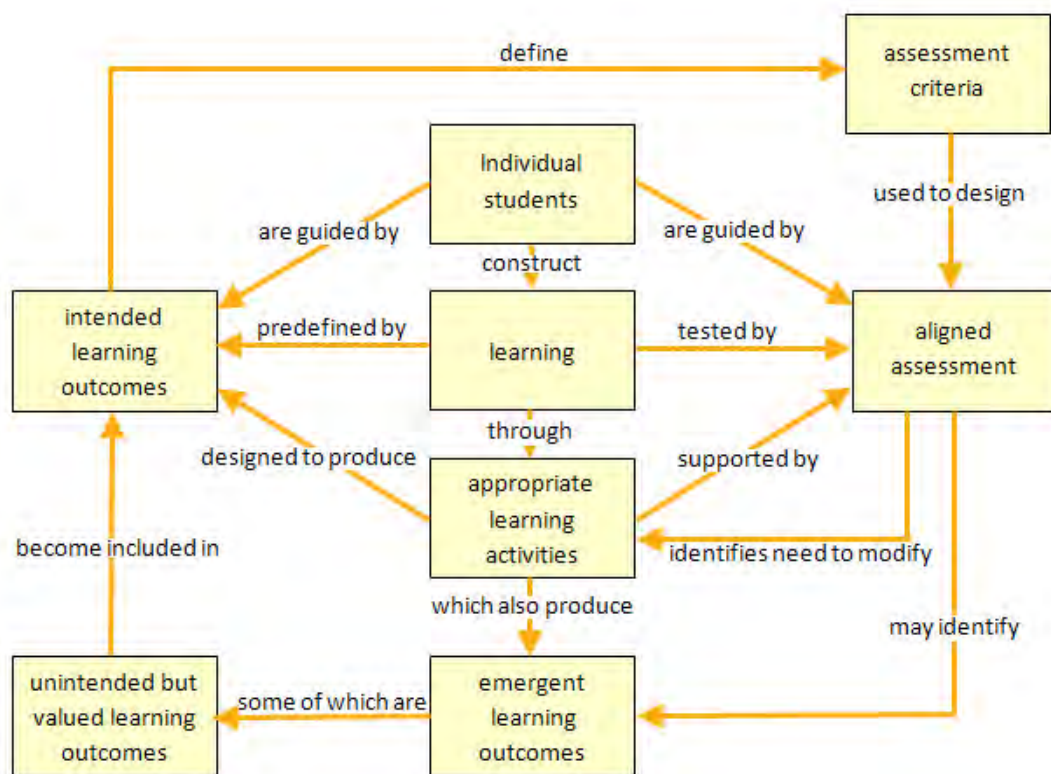 define
assessment
criteria
Individual
students
used to design
are guided by
are guided by
construct
intended
learning
outcomes
predefined by
learning
tested by
aligned
assessment
through
designed to produce
supported by
appropriate
learning
activities
become included in
identifies need to modify
which also produce
may identify
unintended but
valued learning
outcomes
some of which are
emergent
learning
outcomes